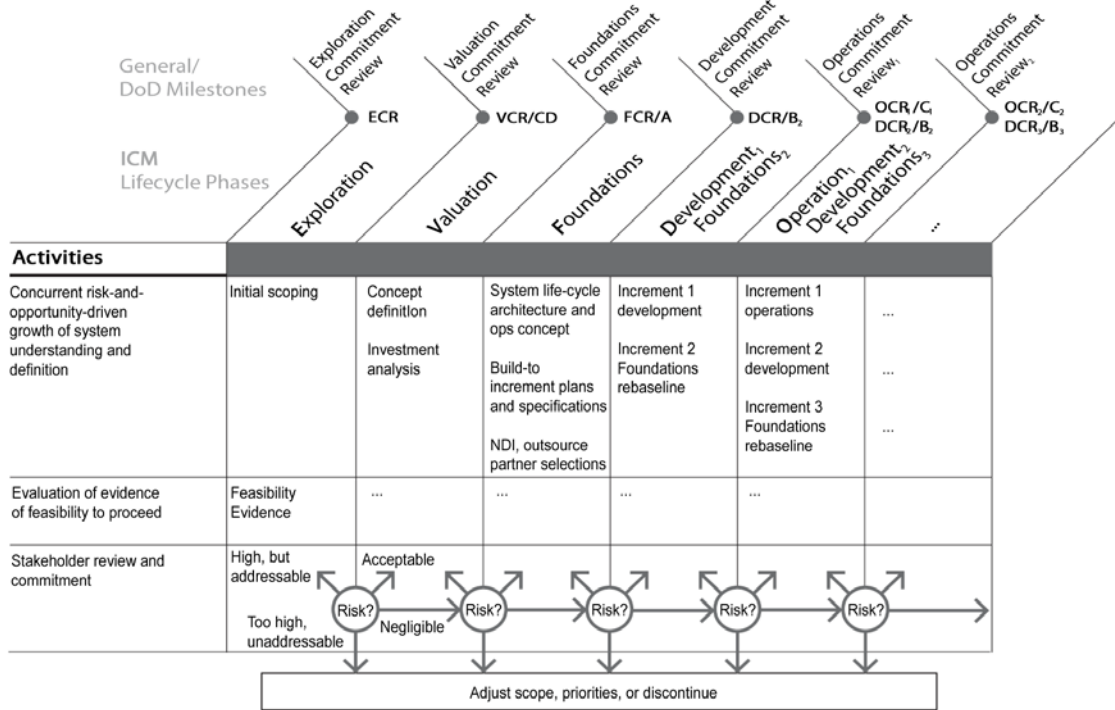 General/
DoD Milestones
Exploration
Commitment
Review
Valuation
Commitment
Review
Foundations
Commitment
Review
Development
Commitment
Review
Operations
Commitment
Review₁
Operations
Commitment
Review₂
ECR
VCR/CD
FCR/A
DCR/B₂
OCR₁/C₁
DCR₂/B₂
OCR₂/C₂
DCR₃/B₃
ICM
Lifecycle Phases
Exploration
Valuation
Foundations
Development₁
Foundations₂
Operation₁
Development₂
Foundations₃
...
Activities
Concurrent risk-and-
opportunity-driven
growth of system
understanding and
definition
Initial scoping
Concept
definition
Investment
analysis
System life-cycle
architecture and
ops concept
Build-to
increment plans
and specifications
NDI, outsource
partner selections
Increment 1
development
Increment 2
Foundations
rebaseline
Increment 1
operations
Increment 2
development
Increment 3
Foundations
rebaseline
...
...
...
Evaluation of evidence
of feasibility to proceed
Feasibility
Evidence
...
...
...
...
Stakeholder review and
commitment
High, but
addressable
Acceptable
Risk?
Risk?
Risk?
Risk?
Risk?
Too high,
unaddressable
Negligible
Adjust scope, priorities, or discontinue